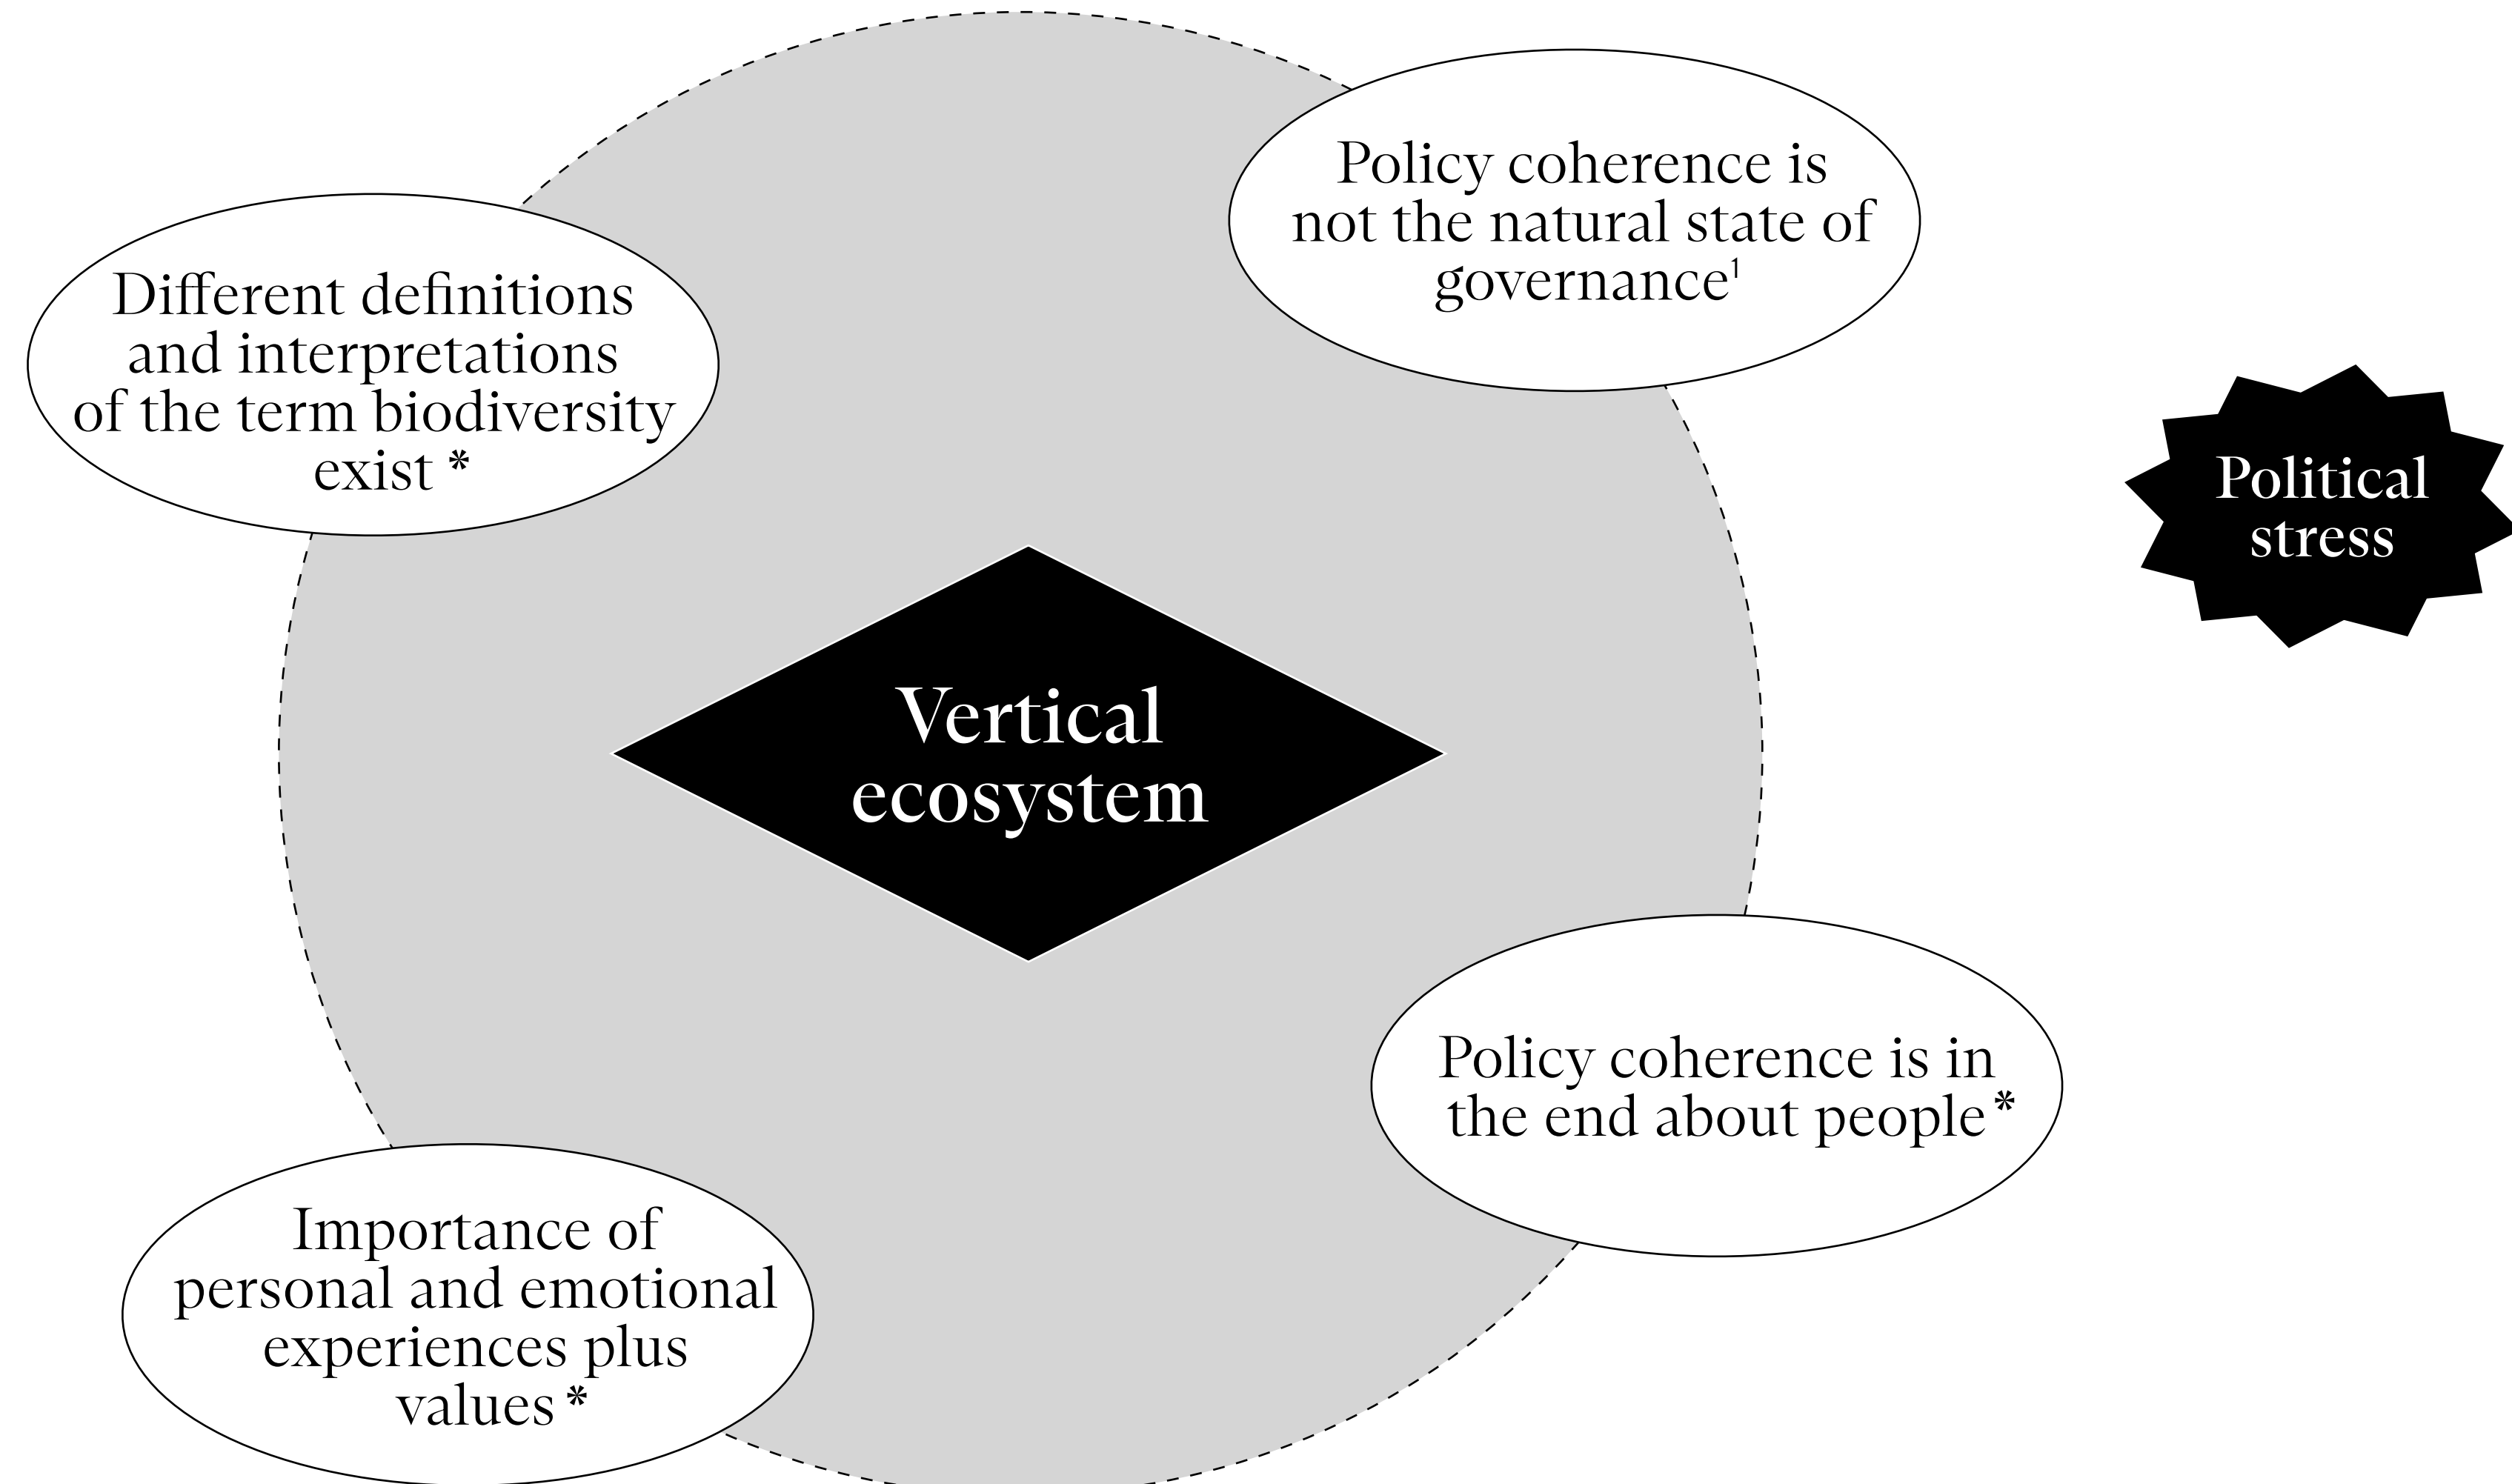 Policy coherence is
not the natural state of
governance¹
Different definitions
and interpretations
of the term biodiversity
exist *
Political
stress
Vertical
ecosystem
Policy coherence is in
the end about people*
Importance of
personal and emotional
experiences plus
values *